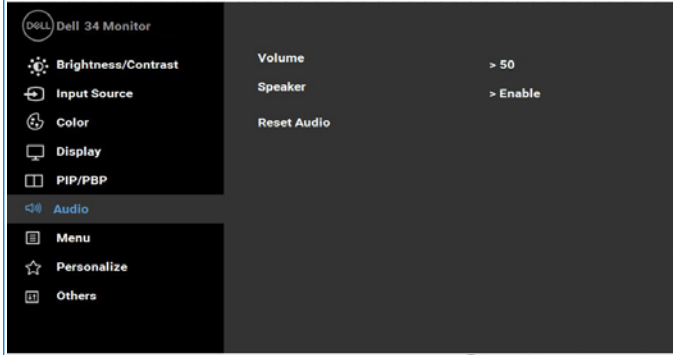 DELL Dell 34 Monitor
Brightness/Contrast
Input Source
Color
Display
PIP/PBP
Audio
Menu
Personalize
Others
Volume > 50
Speaker > Enable
Reset Audio